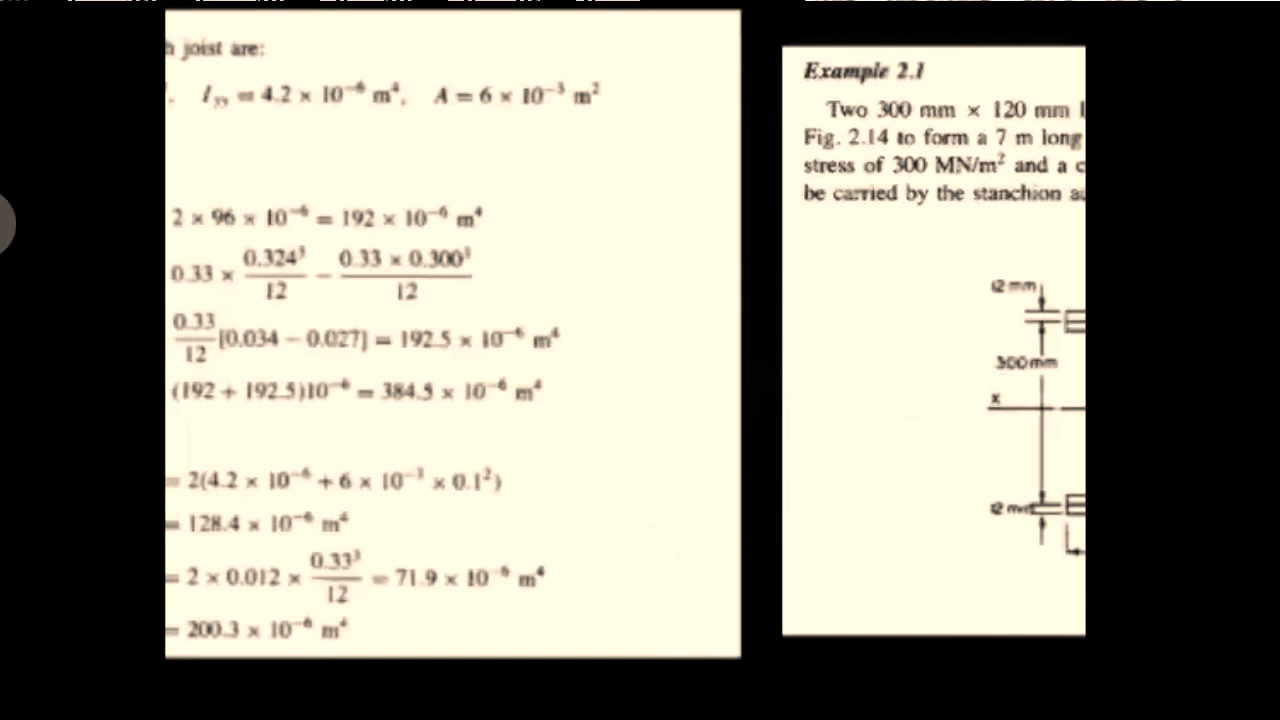 h joist are:
. I_yy = 4.2 × 10⁻⁶ m⁴, A = 6 × 10⁻³ m²
2 × 96 × 10⁻⁶ = 192 × 10⁻⁶ m⁴
0.33 × 0.324³/12 − 0.33 × 0.300³/12
0.33/12 [0.034 − 0.027] = 192.5 × 10⁻⁶ m⁴
(192 + 192.5)10⁻⁶ = 384.5 × 10⁻⁶ m⁴
= 2(4.2 × 10⁻⁶ + 6 × 10⁻³ × 0.1²)
= 128.4 × 10⁻⁶ m⁴
= 2 × 0.012 × 0.33³/12 = 71.9 × 10⁻⁶ m⁴
= 200.3 × 10⁻⁶ m⁴
Example 2.1
Two 300 mm × 120 mm I
Fig. 2.14 to form a 7 m long
stress of 300 MN/m² and a c
be carried by the stanchion a
12 mm
300mm
x
12 mm